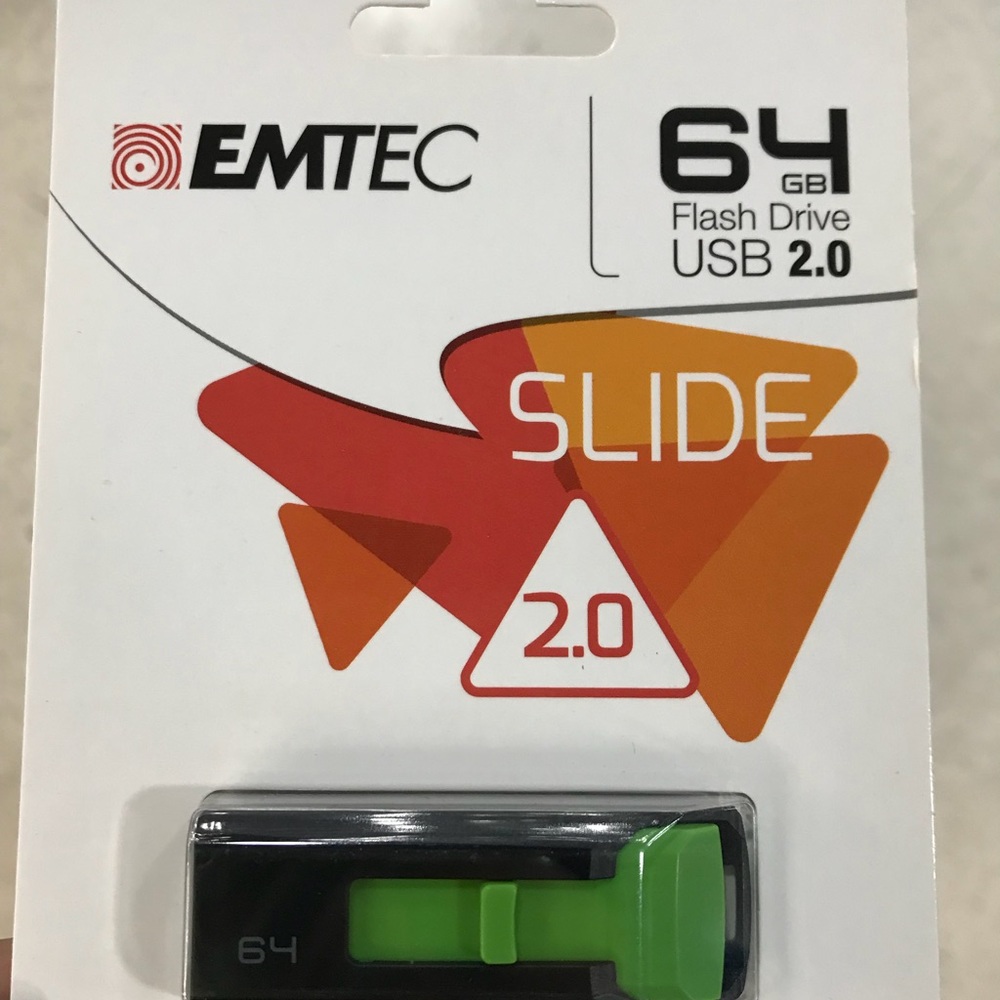 EMTEC
64
GB
Flash Drive
USB 2.0
SLIDE
2.0
64